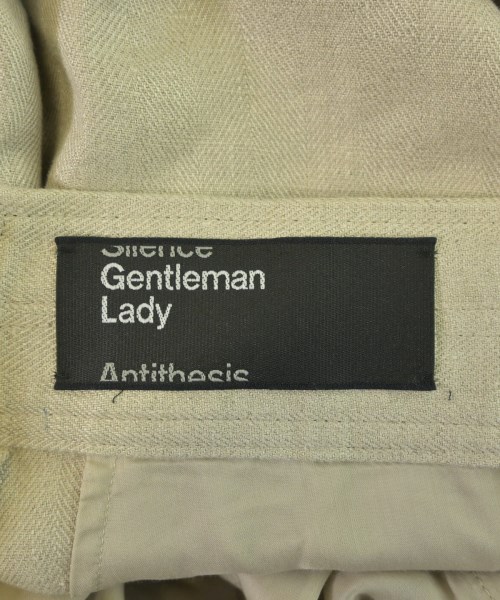 Silence
Gentleman
Lady
Antithesis